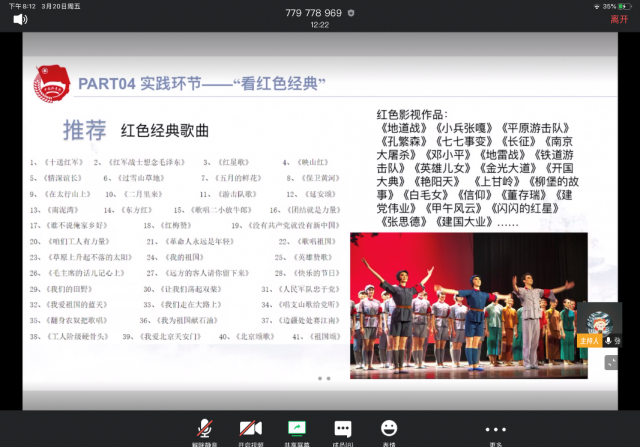 下午8:12 3月20日周五
35%
779 778 969
12:22
离开
PART04 实践环节——“看红色经典”
推荐 红色经典歌曲
1、《十送红军》 2、《红军战士想念毛泽东》 3、《红星歌》 4、《映山红》
5、《情深谊长》 6、《过雪山草地》 7、《五月的鲜花》 8、《保卫黄河》
9、《在太行山上》 10、《二月里来》 11、《游击队歌》 12、《延安颂》
13、《南泥湾》 14、《东方红》 15、《歌唱二小放牛郎》 16、《团结就是力量》
17、《谁不说俺家乡好》 18、《红梅赞》 19、《没有共产党就没有新中国》
20、《咱们工人有力量》 21、《革命人永远是年轻》 22、《歌唱祖国》
23、《草原上升起不落的太阳》 24、《我的祖国》 25、《英雄赞歌》
26、《毛主席的话儿记心上》 27、《远方的客人请你留下来》 28、《快乐的节日》
29、《我们的田野》 30、《让我们荡起双桨》 31、《人民军队忠于党》
32、《我爱祖国的蓝天》 33、《我们走在大路上》 34、《唱支山歌给党听》
35、《翻身农奴把歌唱》 36、《我为祖国献石油》 37、《边疆处处赛江南》
38、《工人阶级硬骨头》 39、《我爱北京天安门》 40、《北京颂歌》 41、《祖国颂》
红色影视作品：
《地道战》《小兵张嘎》《平原游击队》
《孔繁森》《七七事变》《长征》《南京
大屠杀》《邓小平》《地雷战》《铁道游
击队》《英雄儿女》《金光大道》《开国
大典》《艳阳天》 《上甘岭》《柳堡的故
事》《白毛女》《信仰》《董存瑞》《建
党伟业》《甲午风云》《闪闪的红星》
《张思德》《建国大业》……
主持人 张
解除静音 开启视频 共享屏幕 成员(6) 表情 更多